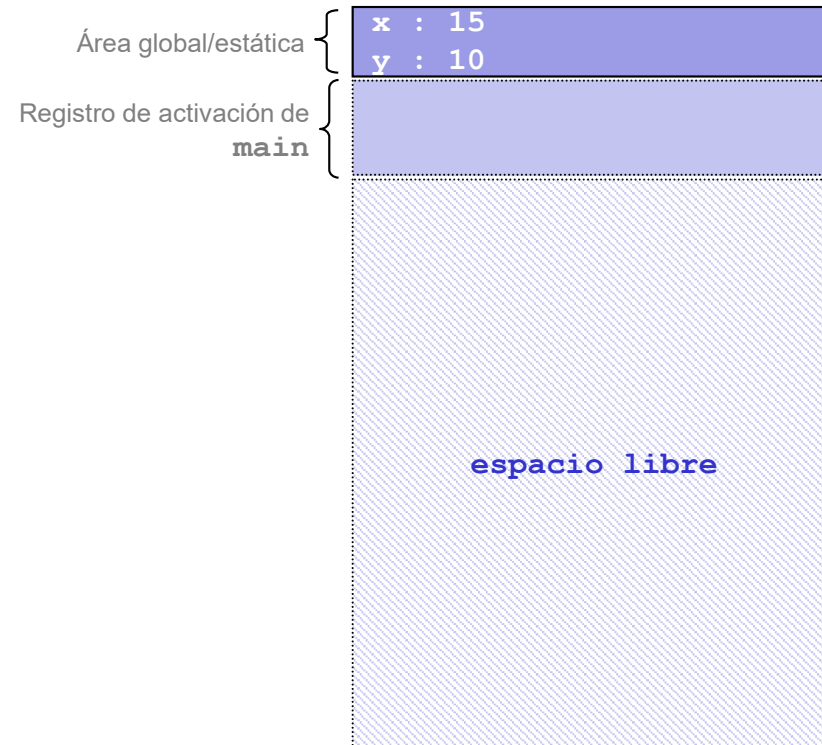 Área global/estática
x : 15
y : 10
Registro de activación de
main
espacio libre